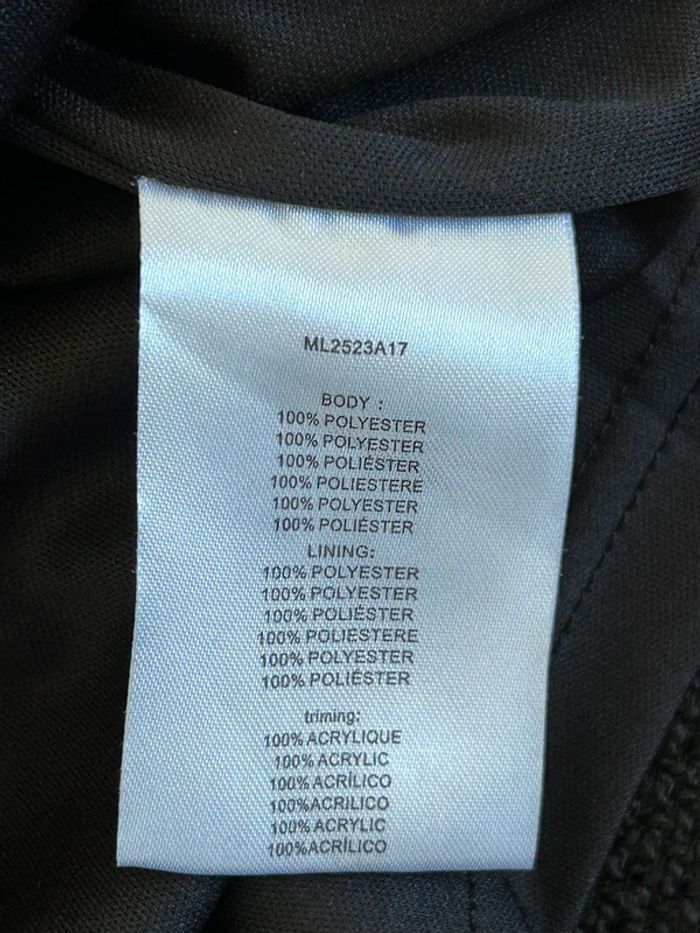 ML2523A17
BODY :
100% POLYESTER
100% POLYESTER
100% POLIÉSTER
100% POLIESTERE
100% POLYESTER
100% POLIÉSTER
LINING:
100% POLYESTER
100% POLYESTER
100% POLIÉSTER
100% POLIESTERE
100% POLYESTER
100% POLIÉSTER
triming:
100% ACRYLIQUE
100% ACRYLIC
100% ACRÍLICO
100%ACRILICO
100% ACRYLIC
100%ACRÍLICO